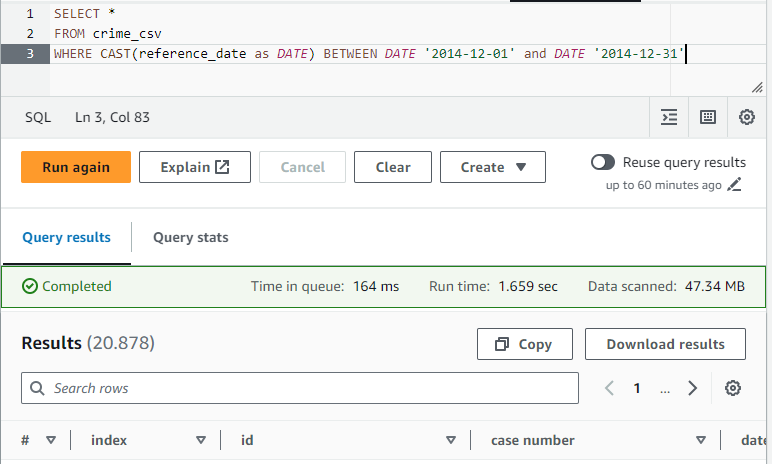 1 SELECT *
2 FROM crime_csv
3 WHERE CAST(reference_date as DATE) BETWEEN DATE '2014-12-01' and DATE '2014-12-31'
SQL Ln 3, Col 83
Run again Explain Cancel Clear Create Reuse query results
up to 60 minutes ago
Query results Query stats
Completed Time in queue: 164 ms Run time: 1.659 sec Data scanned: 47.34 MB
Results (20.878) Copy Download results
Search rows 1 ...
# index id case number date